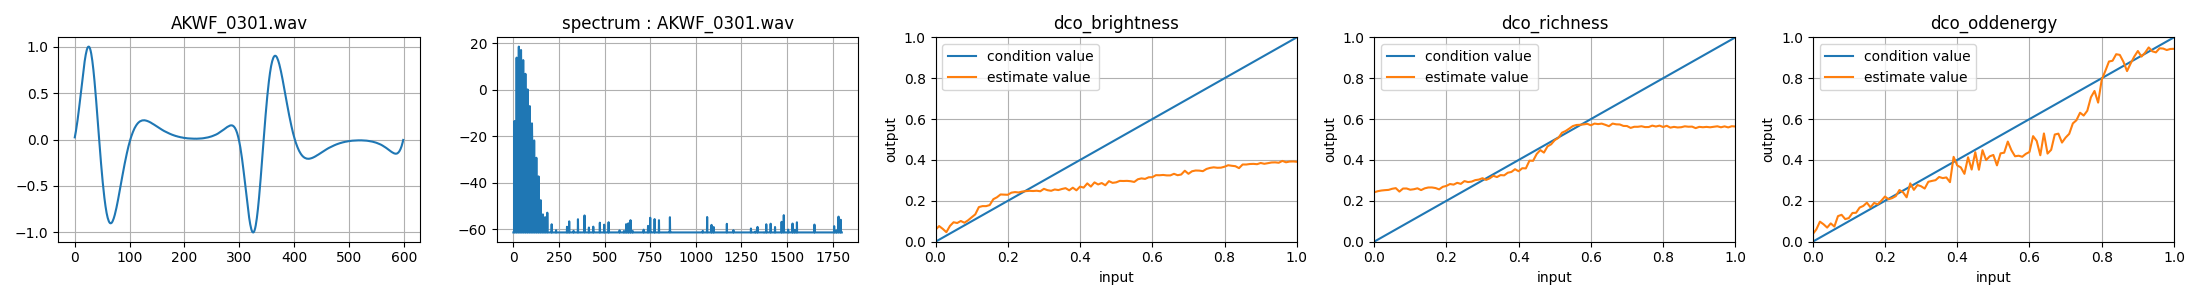 AKWF_0301.wav
1.0
0.5
0.0
−0.5
−1.0
0 100 200 300 400 500 600
spectrum : AKWF_0301.wav
20
0
−20
−40
−60
0 250 500 750 1000 1250 1500 1750
dco_brightness
condition value
estimate value
output
1.0
0.8
0.6
0.4
0.2
0.0
0.0 0.2 0.4 0.6 0.8 1.0
input
dco_richness
condition value
estimate value
output
1.0
0.8
0.6
0.4
0.2
0.0
0.0 0.2 0.4 0.6 0.8 1.0
input
dco_oddenergy
condition value
estimate value
output
1.0
0.8
0.6
0.4
0.2
0.0
0.0 0.2 0.4 0.6 0.8 1.0
input